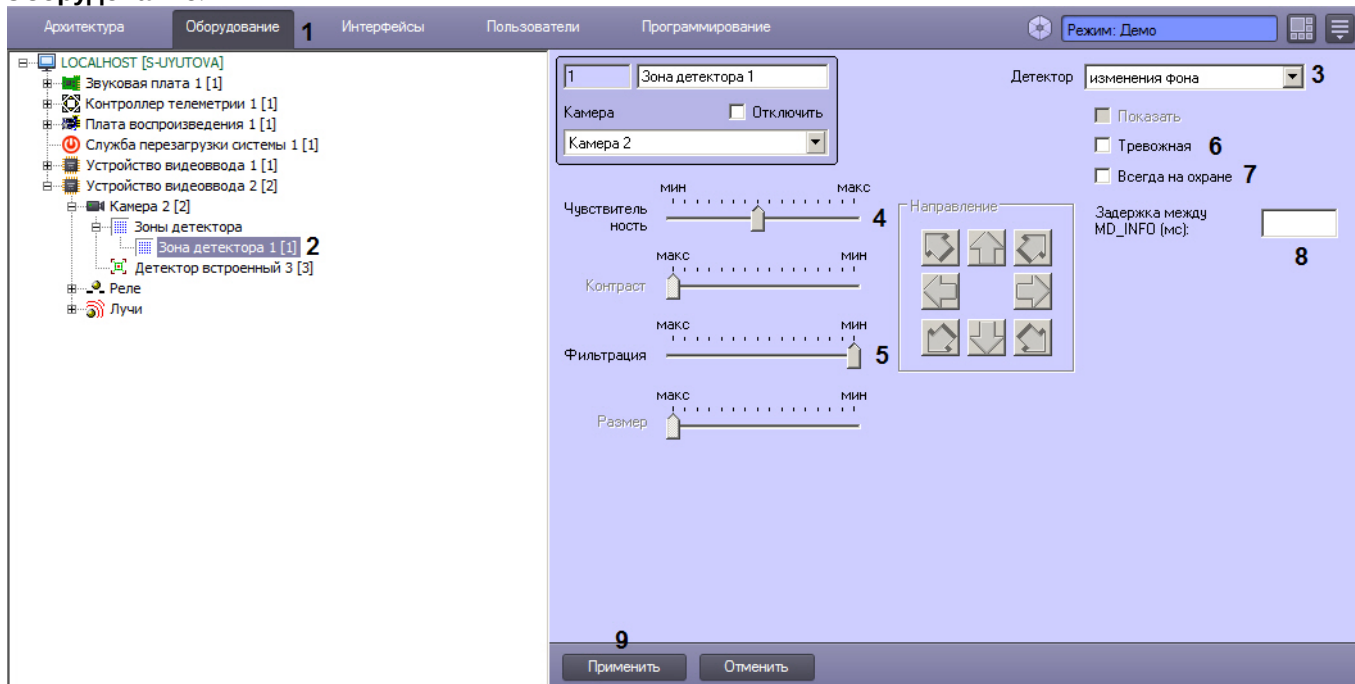 Архитектура Оборудование 1 Интерфейсы Пользователи Программирование Режим: Демо
LOCALHOST [S-UYUTOVA]
Звуковая плата 1 [1]
Контроллер телеметрии 1 [1]
Плата воспроизведения 1 [1]
Служба перезагрузки системы 1 [1]
Устройство видеоввода 1 [1]
Устройство видеоввода 2 [2]
Камера 2 [2]
Зоны детектора
Зона детектора 1 [1] 2
Детектор встроенный 3 [3]
Реле
Лучи
1 Зона детектора 1
Камера Отключить
Камера 2
Детектор изменения фона 3
Показать
Тревожная 6
Всегда на охране 7
Задержка между
MD_INFO (мс):
8
мин макс
Чувствитель
ность
4
макс мин
Контраст
макс мин
Фильтрация 5
макс мин
Размер
Направление
9
Применить Отменить